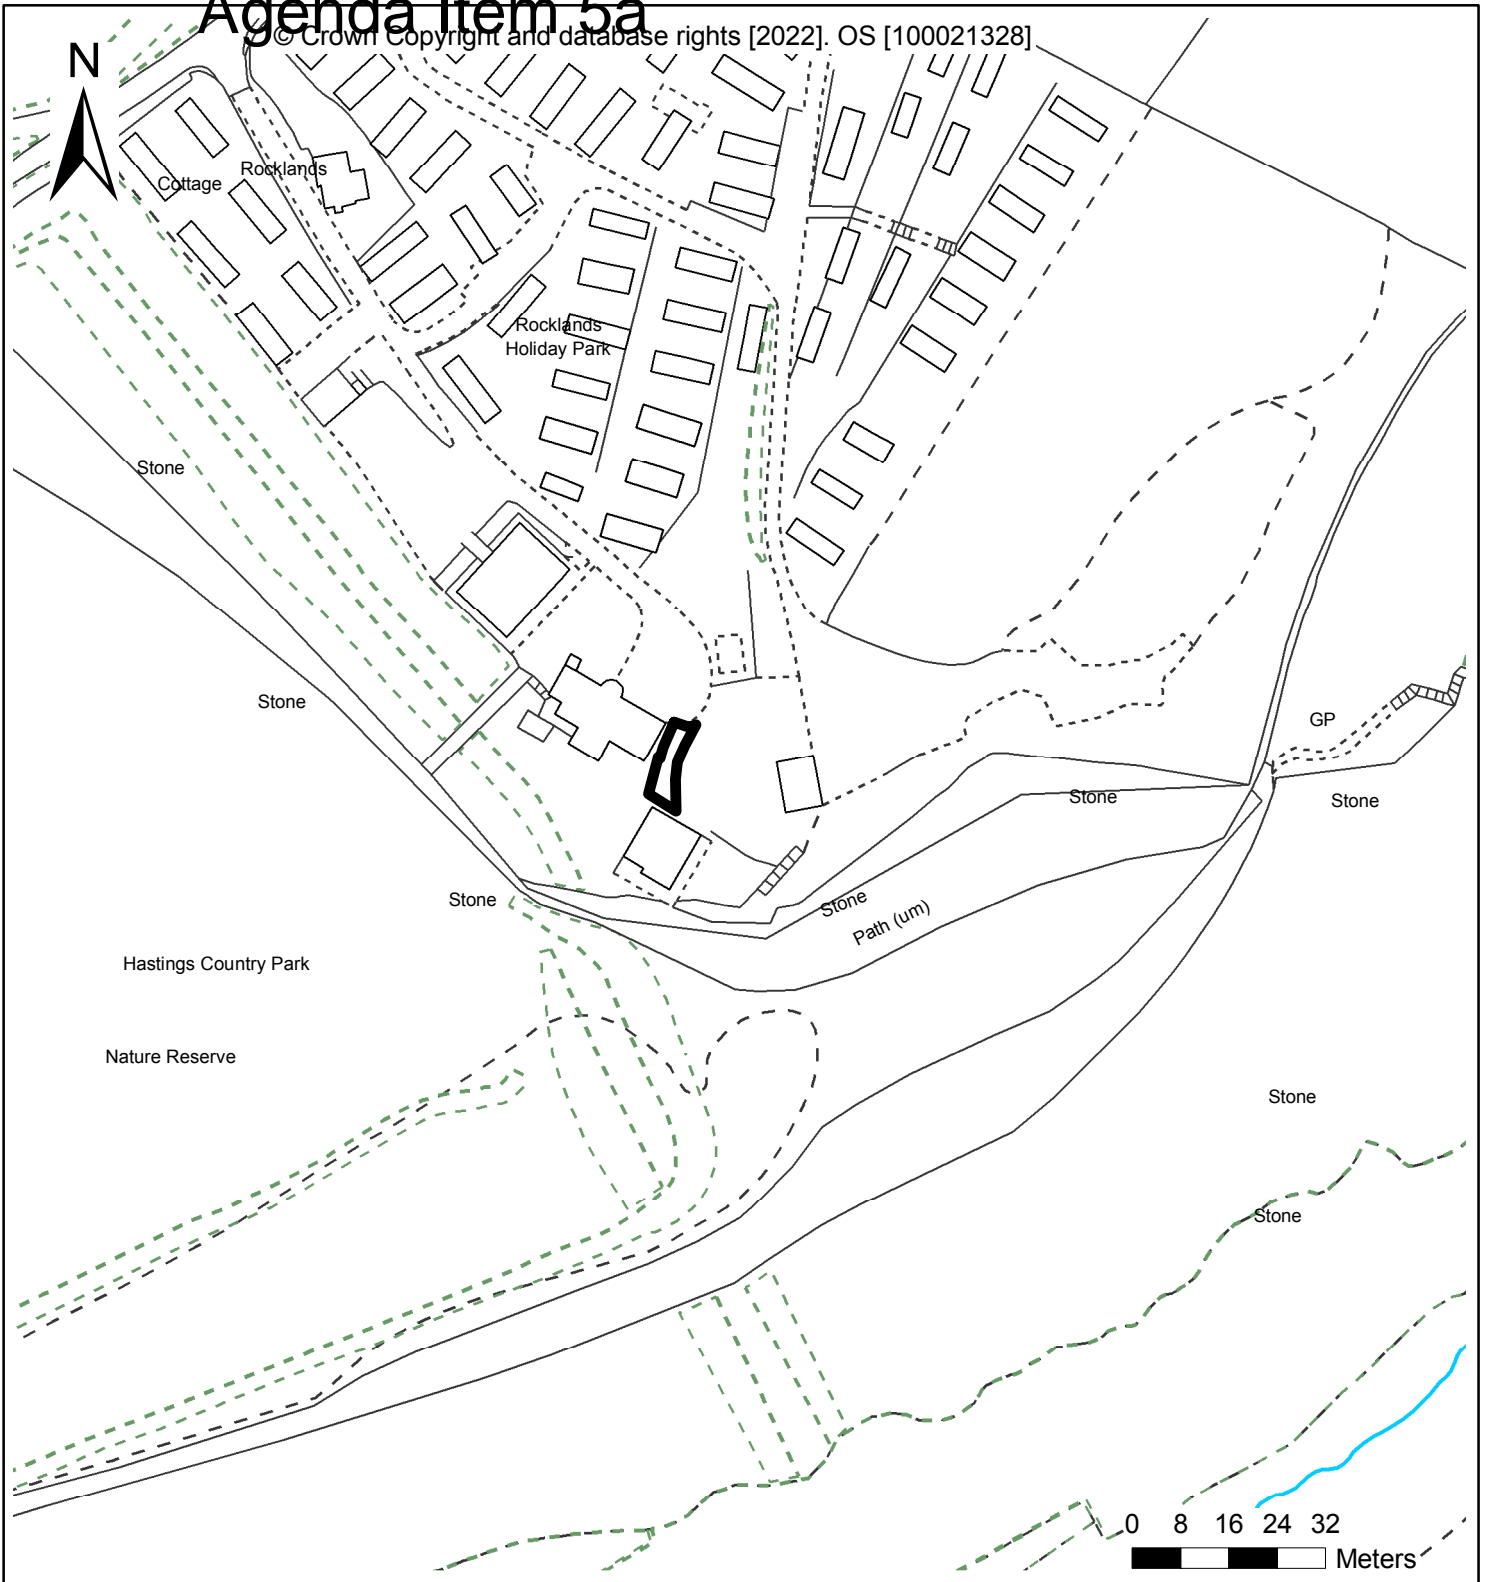 Agenda Item 5a
© Crown Copyright and database rights [2022]. OS [100021328]
N
Rocklands
Cottage
Rocklands
Holiday Park
Stone
Stone
GP
Stone
Stone
Stone
Stone
Path (um)
Hastings Country Park
Nature Reserve
Stone
Stone
0 8 16 24 32
Meters